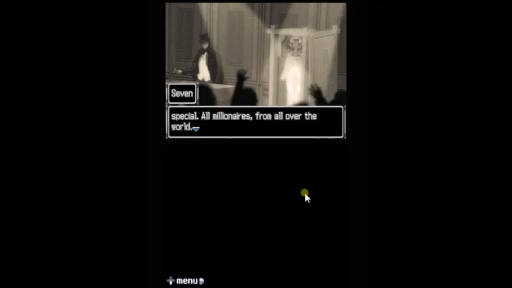 Seven
special. All millionaires, from all over the
world.
menu